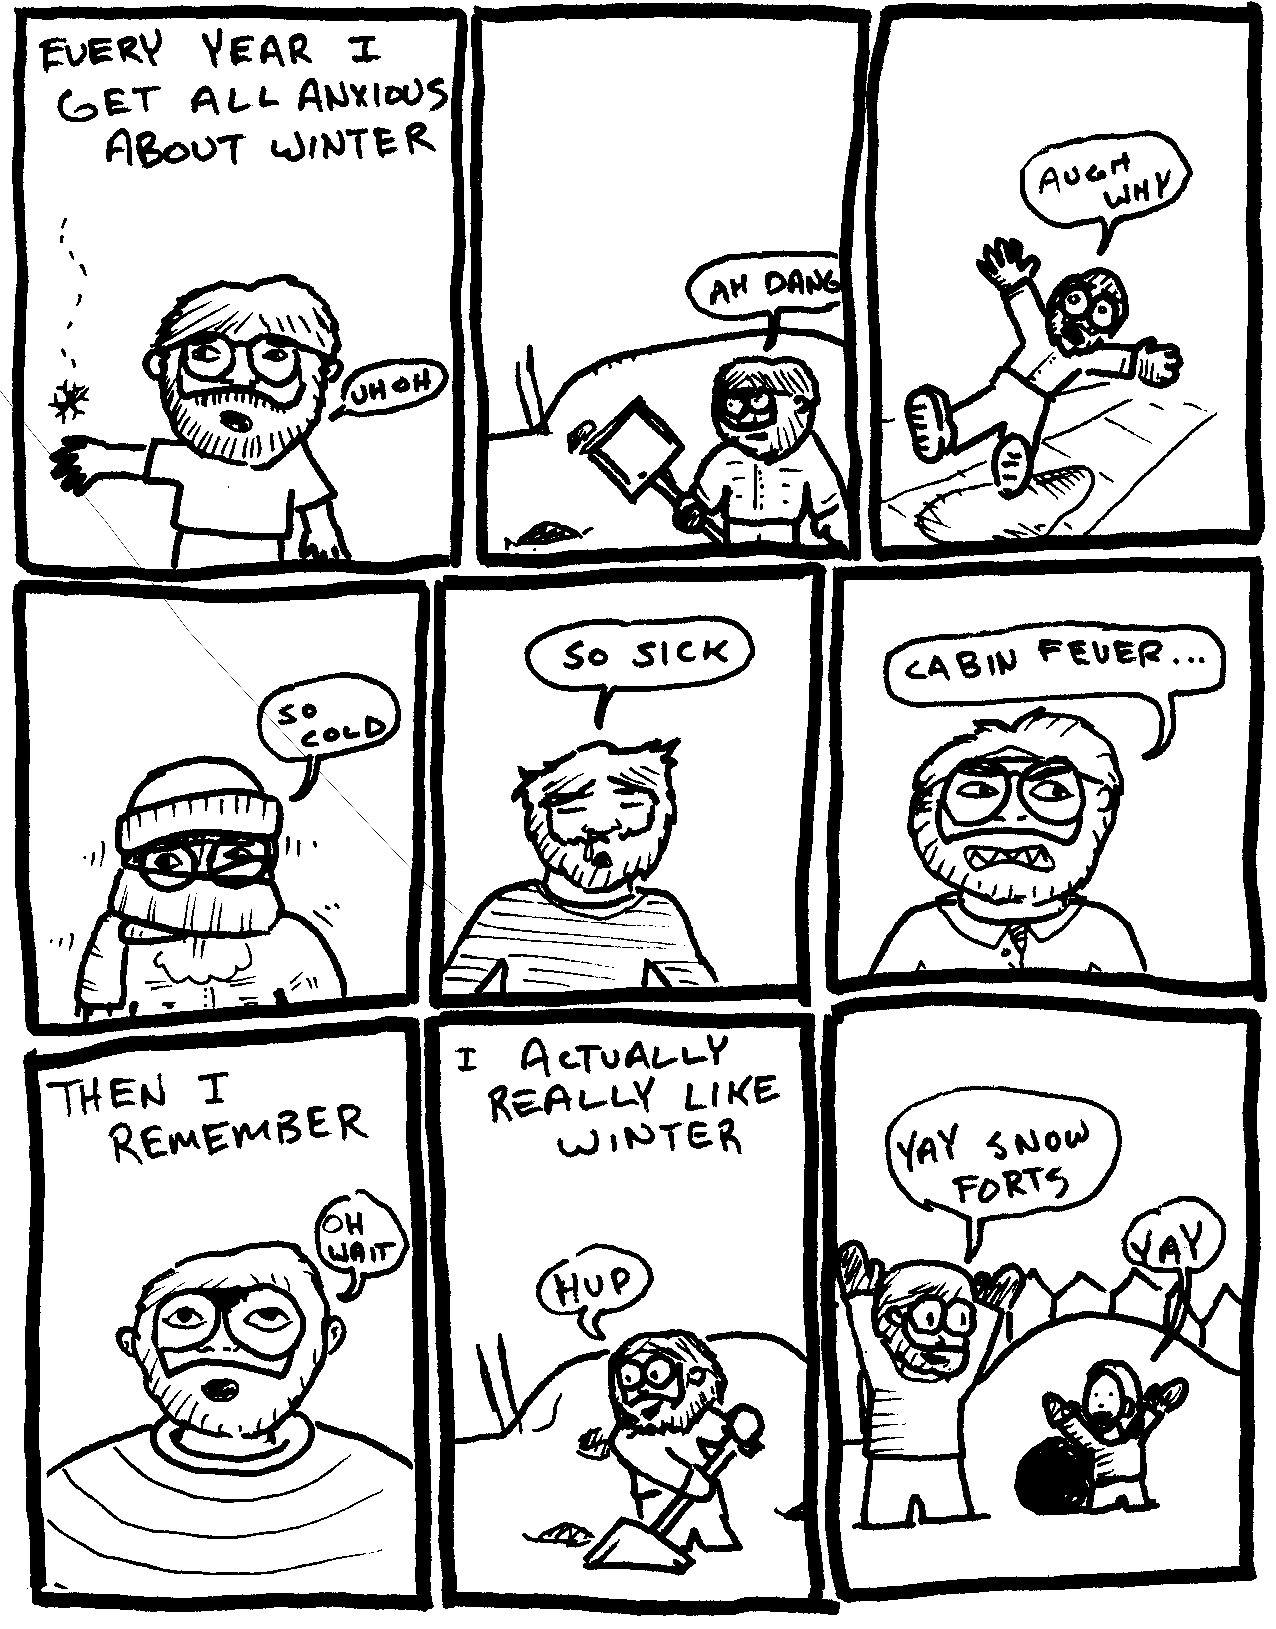 EVERY YEAR I
GET ALL ANXIOUS
ABOUT WINTER
UH OH
AH DANG
AUGH
WHY
SO
COLD
SO SICK
CABIN FEVER...
THEN I
REMEMBER
OH
WAIT
I ACTUALLY
REALLY LIKE
WINTER
HUP
YAY SNOW
FORTS
YAY